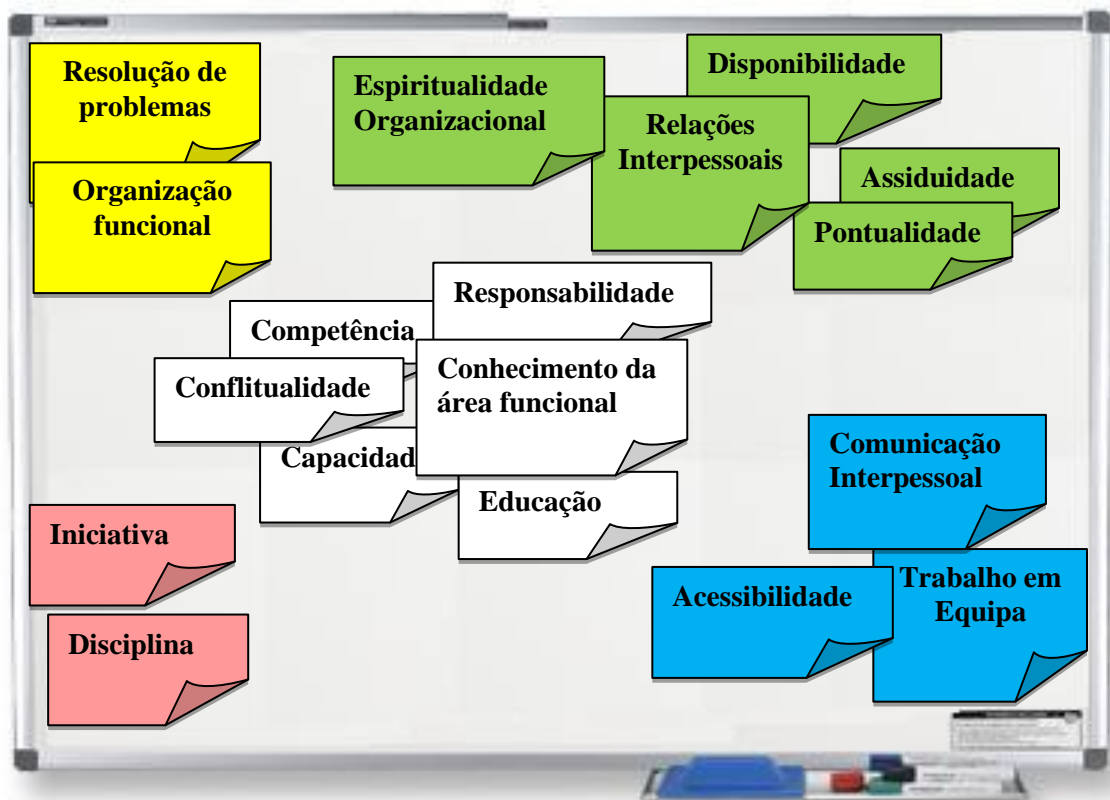 Resolução de
problemas
Organização
funcional
Espiritualidade
Organizacional
Relações
Interpessoais
Disponibilidade
Assiduidade
Pontualidade
Responsabilidade
Competência
Conflitualidade
Conhecimento da
área funcional
Capacidad
Educação
Iniciativa
Disciplina
Comunicação
Interpessoal
Acessibilidade
Trabalho em
Equipa